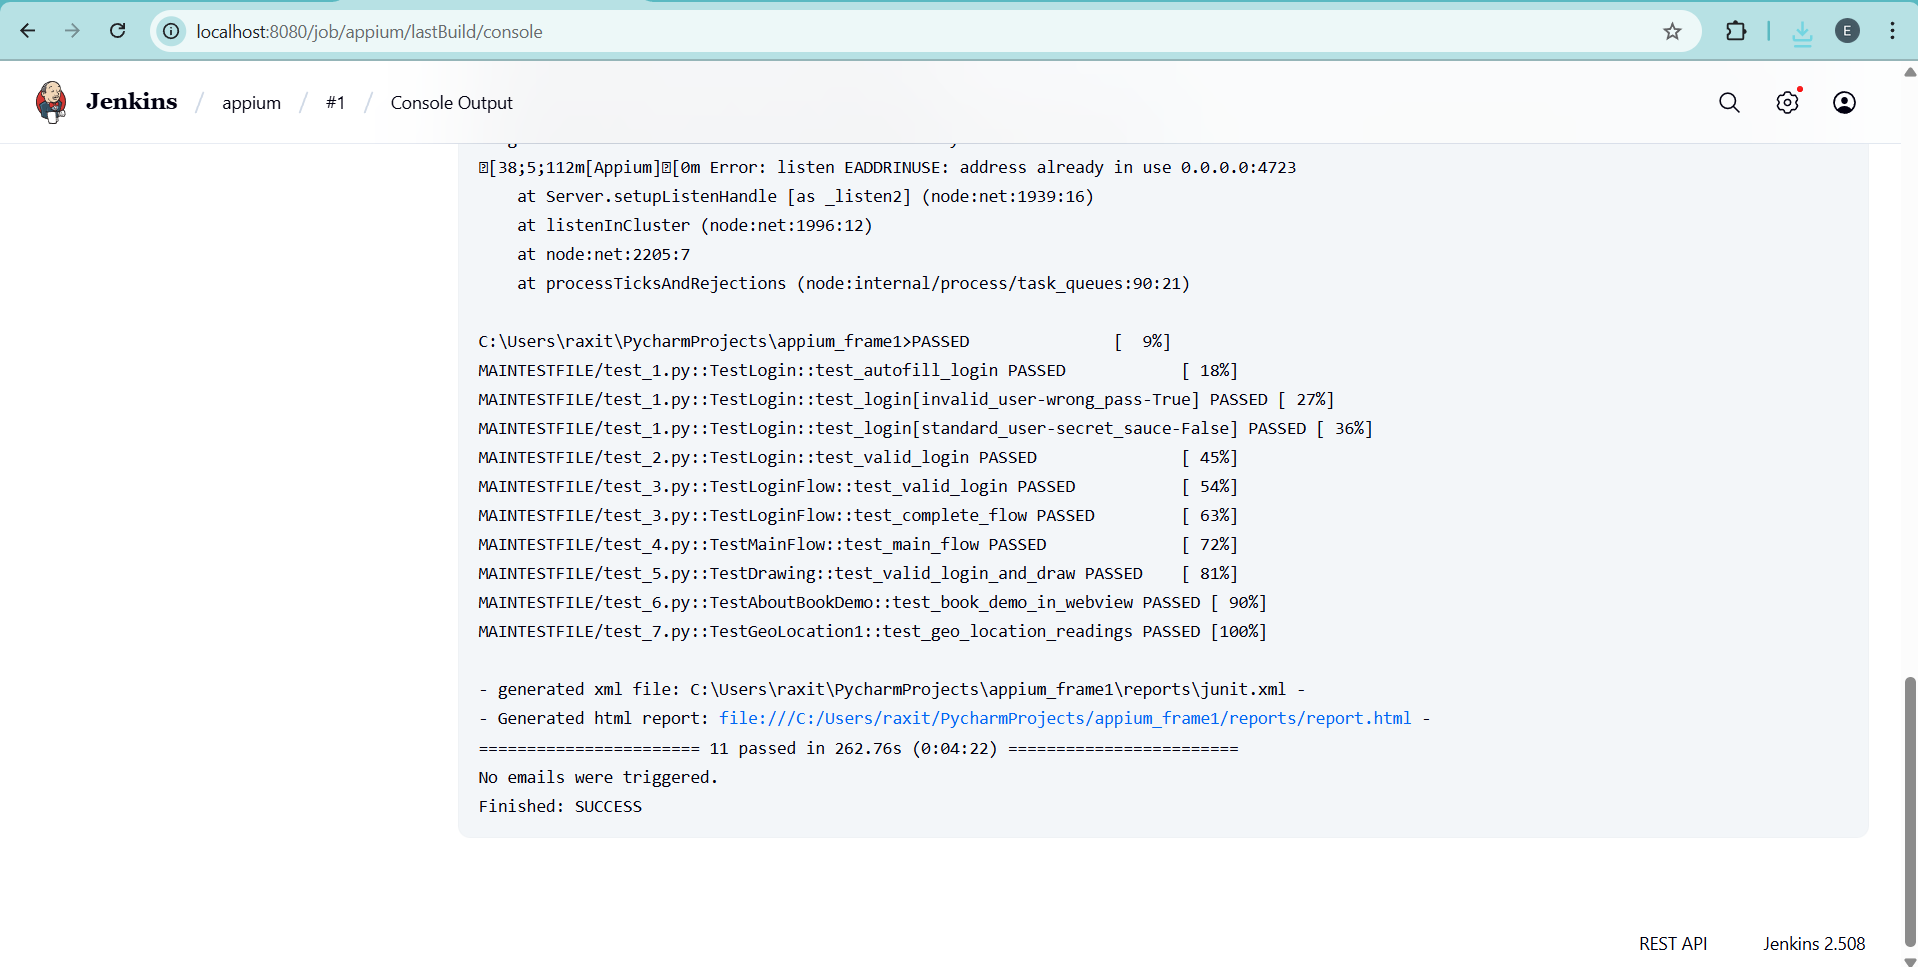 localhost:8080/job/appium/lastBuild/console
E
Jenkins / appium / #1 / Console Output
[38;5;112m[Appium][0m Error: listen EADDRINUSE: address already in use 0.0.0.0:4723
    at Server.setupListenHandle [as _listen2] (node:net:1939:16)
    at listenInCluster (node:net:1996:12)
    at node:net:2205:7
    at processTicksAndRejections (node:internal/process/task_queues:90:21)
C:\Users\raxit\PycharmProjects\appium_frame1>PASSED               [  9%]
MAINTESTFILE/test_1.py::TestLogin::test_autofill_login PASSED            [ 18%]
MAINTESTFILE/test_1.py::TestLogin::test_login[invalid_user-wrong_pass-True] PASSED [ 27%]
MAINTESTFILE/test_1.py::TestLogin::test_login[standard_user-secret_sauce-False] PASSED [ 36%]
MAINTESTFILE/test_2.py::TestLogin::test_valid_login PASSED               [ 45%]
MAINTESTFILE/test_3.py::TestLoginFlow::test_valid_login PASSED           [ 54%]
MAINTESTFILE/test_3.py::TestLoginFlow::test_complete_flow PASSED         [ 63%]
MAINTESTFILE/test_4.py::TestMainFlow::test_main_flow PASSED              [ 72%]
MAINTESTFILE/test_5.py::TestDrawing::test_valid_login_and_draw PASSED    [ 81%]
MAINTESTFILE/test_6.py::TestAboutBookDemo::test_book_demo_in_webview PASSED [ 90%]
MAINTESTFILE/test_7.py::TestGeoLocation1::test_geo_location_readings PASSED [100%]
- generated xml file: C:\Users\raxit\PycharmProjects\appium_frame1\reports\junit.xml -
- Generated html report: file:///C:/Users/raxit/PycharmProjects/appium_frame1/reports/report.html -
======================= 11 passed in 262.76s (0:04:22) ========================
No emails were triggered.
Finished: SUCCESS
REST API
Jenkins 2.508